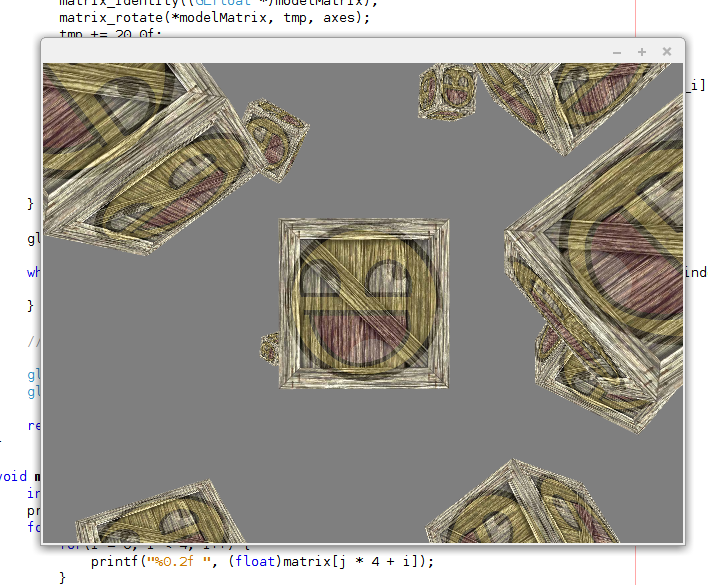 matrix_identity((GLfloat *)modelMatrix);
matrix_rotate(*modelMatrix, tmp, axes);
tmp += 20.0f;
_i]
}
gl
wh
ind
}
//
gl
gl
re
void m
in
pr
fo
for(i = 0; i < 4; i++) {
printf("%0.2f ", (float)matrix[j * 4 + i]);
}